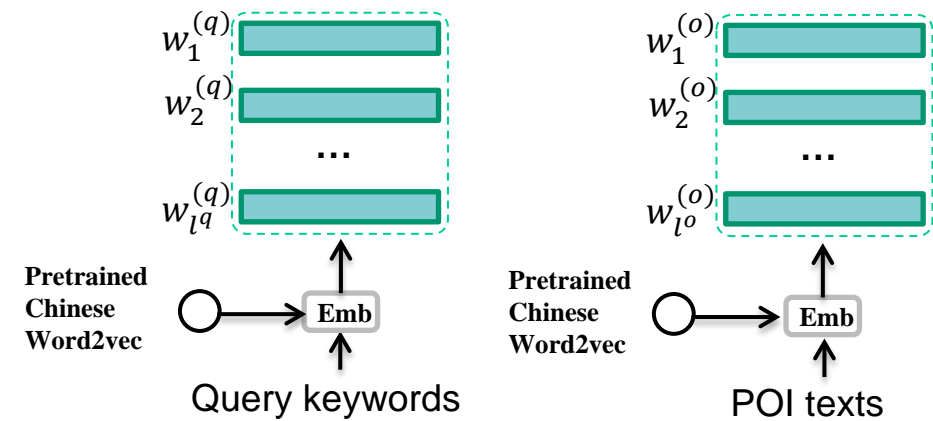 w_1^{(q)}
w_2^{(q)}
...
w_{l^q}^{(q)}
Pretrained
Chinese
Word2vec
Emb
Query keywords
w_1^{(o)}
w_2^{(o)}
...
w_{l^o}^{(o)}
Pretrained
Chinese
Word2vec
Emb
POI texts